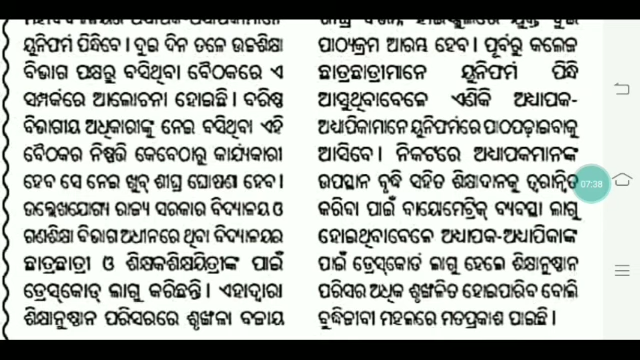 ୟୁନିଫର୍ମ ପିନ୍ଧିବେ। ଦୁଇ ଦିନ ତଳେ ଉଚ୍ଚଶିକ୍ଷା
ବିଭାଗ ପକ୍ଷରୁ ବସିଥିବା ବୈଠକରେ ଏ
ସମ୍ପର୍କରେ ଆଲୋଚନା ହୋଇଛି। ବରିଷ୍ଠ
ବିଭାଗୀୟ ଅଧିକାରୀଙ୍କୁ ନେଇ ବସିଥିବା ଏହି
ବୈଠକର ନିଷ୍ପତ୍ତି କେବେଠାରୁ କାର୍ଯ୍ୟକାରୀ
ହେବ ସେ ନେଇ ଖୁବ୍ ଶୀଘ୍ର ଘୋଷଣା ହେବ।
ଉଲ୍ଲେଖଯୋଗ୍ୟ ରାଜ୍ୟ ସରକାର ବିଦ୍ୟାଳୟ ଓ
ଗଣଶିକ୍ଷା ବିଭାଗ ଅଧୀନରେ ଥିବା ବିଦ୍ୟାଳୟର
ଛାତ୍ରଛାତ୍ରୀ ଓ ଶିକ୍ଷକଶିକ୍ଷୟିତ୍ରୀଙ୍କ ପାଇଁ
ଡ୍ରେସ୍‌କୋଡ୍ ଲାଗୁ କରିଛନ୍ତି। ଏହାଦ୍ୱାରା
ଶିକ୍ଷାନୁଷ୍ଠାନ ପରିସରରେ ଶୃଙ୍ଖଳା ବଜାୟ
ପାଠ୍ୟକ୍ରମ ଆରମ୍ଭ ହେବ। ପୂର୍ବରୁ କଲେଜ
ଛାତ୍ରଛାତ୍ରୀମାନେ ୟୁନିଫର୍ମ ପିନ୍ଧି
ଆସୁଥିବାବେଳେ ଏଣିକି ଅଧ୍ୟାପକ-
ଅଧ୍ୟାପିକାମାନେ ୟୁନିଫର୍ମରେ ପାଠପଢ଼ାଇବାକୁ
ଆସିବେ। ନିକଟରେ ଅଧ୍ୟାପକମାନଙ୍କ
ଉପସ୍ଥାନ ବୃଦ୍ଧି ସହିତ ଶିକ୍ଷାଦାନକୁ ତ୍ୱରାନ୍ୱିତ
କରିବା ପାଇଁ ବାୟୋମେଟ୍ରିକ୍ ବ୍ୟବସ୍ଥା ଲାଗୁ
ହୋଇଥିବାବେଳେ ଅଧ୍ୟାପକ-ଅଧ୍ୟାପିକାଙ୍କ
ପାଇଁ ଡ୍ରେସ୍‌କୋର୍ଡ ଲାଗୁ ହେଲେ ଶିକ୍ଷାନୁଷ୍ଠାନ
ପରିସର ଅଧିକ ଶୃଙ୍ଖଳିତ ହୋଇପାରିବ ବୋଲି
ବୁଦ୍ଧିଜୀବୀ ମହଲରେ ମତପ୍ରକାଶ ପାଇଛି।
07:38